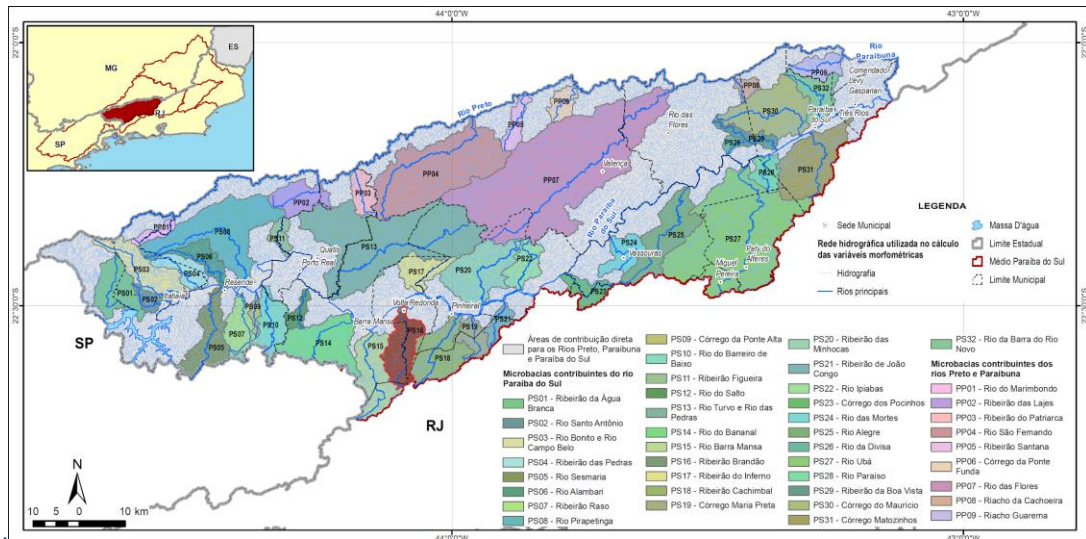 44°0'0"W
43°0'0"W
22°0'0"S
22°0'0"S
ES
MG
RJ
SP
Rio Paraibuna
PP09
PP08
Comendador Levy Gasparian
PS32
PS30
Paraíba do Sul
Três Rios
Rio Preto
PP05
Rio das Flores
PS29
PS31
PP04
Valença
PS28
PP03
PP07
PP02
Rio Paraíba do Sul
PP01
PS08
PS11
PS13
PS25
PS27
Quatis
PS24
Vassouras
Paty do Alferes
Miguel Pereira
PS03
PS06
PS04
Porto Real
PS17
PS20
PS22
PS01
PS02
Itatiaia
Resende
PS23
22°30'0"S
22°30'0"S
PS09
PS12
Volta Redonda
Pinheiral
PS21
PS05
PS07
PS10
PS14
Barra Mansa
PS15
PS16
PS19
PS18
SP
RJ
N
10 0 10 km
44°0'0"W
LEGENDA
Sede Municipal
Rede hidrográfica utilizada no cálculo
das variáveis morfométricas
Hidrografia
Rios principais
Massa D'água
Limite Estadual
Médio Paraíba do Sul
Limite Municipal
Áreas de contribuição direta
para os Rios Preto, Paraibuna
e Paraíba do Sul
Microbacias contribuintes do rio
Paraíba do Sul
PS01 - Ribeirão da Água
Branca
PS02 - Rio Santo Antônio
PS03 - Rio Bonito e Rio
Campo Belo
PS04 - Ribeirão das Pedras
PS05 - Rio Sesmaria
PS06 - Rio Alambari
PS07 - Ribeirão Raso
PS08 - Rio Pirapetinga
PS09 - Córrego da Ponte Alta
PS10 - Rio do Barreiro de
Baixo
PS11 - Ribeirão Figueira
PS12 - Rio do Salto
PS13 - Rio Turvo e Rio das
Pedras
PS14 - Rio do Bananal
PS15 - Rio Barra Mansa
PS16 - Ribeirão Brandão
PS17 - Ribeirão do Inferno
PS18 - Ribeirão Cachimbal
PS19 - Córrego Maria Preta
PS20 - Ribeirão das
Minhocas
PS21 - Ribeirão de João
Congo
PS22 - Rio Ipiabas
PS23 - Córrego dos Pocinhos
PS24 - Rio das Mortes
PS25 - Rio Alegre
PS26 - Rio da Divisa
PS27 - Rio Ubá
PS28 - Rio Paraíso
PS29 - Ribeirão da Boa Vista
PS30 - Córrego do Maurício
PS31 - Córrego Matozinhos
PS32 - Rio da Barra do Rio
Novo
Microbacias contribuintes dos
rios Preto e Paraibuna
PP01 - Rio do Marimbondo
PP02 - Ribeirão das Lajes
PP03 - Ribeirão do Patriarca
PP04 - Rio São Fernando
PP05 - Ribeirão Santana
PP06 - Córrego da Ponte
Funda
PP07 - Rio das Flores
PP08 - Riacho da Cachoeira
PP09 - Riacho Guarema